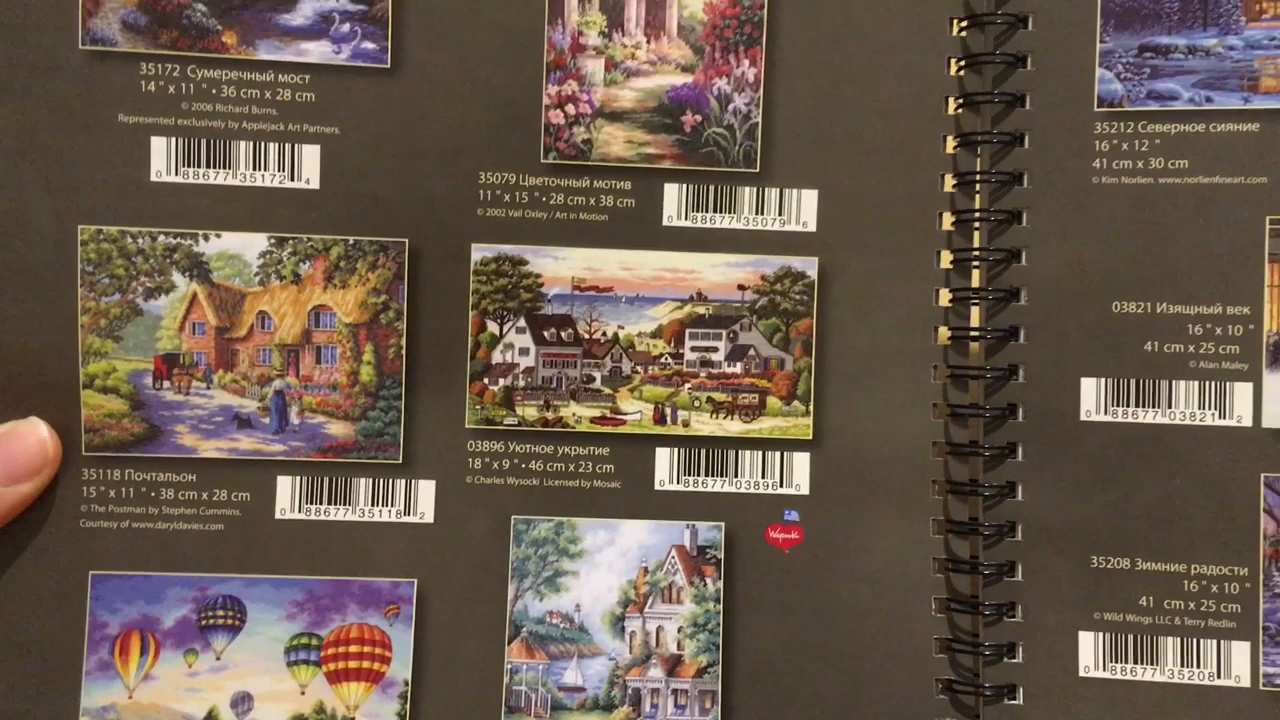 35172 Сумеречный мост
14" x 11" • 36 cm x 28 cm
© 2006 Richard Burns.
Represented exclusively by Applejack Art Partners.
0 88677 35172 4
35079 Цветочный мотив
11" x 15" • 28 cm x 38 cm
© 2002 Vail Oxley / Art in Motion
0 88677 35079 6
35118 Почтальон
15" x 11" • 38 cm x 28 cm
© The Postman by Stephen Cummins.
Courtesy of www.daryldavies.com
0 88677 35118 2
03896 Уютное укрытие
18" x 9" • 46 cm x 23 cm
© Charles Wysocki Licensed by Mosaic
0 88677 03896 0
Wysocki
35212 Северное сияние
16" x 12"
41 cm x 30 cm
© Kim Norlien. www.norlienfineart.com
03821 Изящный век
16" x 10"
41 cm x 25 cm
© Alan Maley
0 88677 03821 2
35208 Зимние радости
16" x 10"
41 cm x 25 cm
© Wild Wings LLC & Terry Redlin
0 88677 35208 0